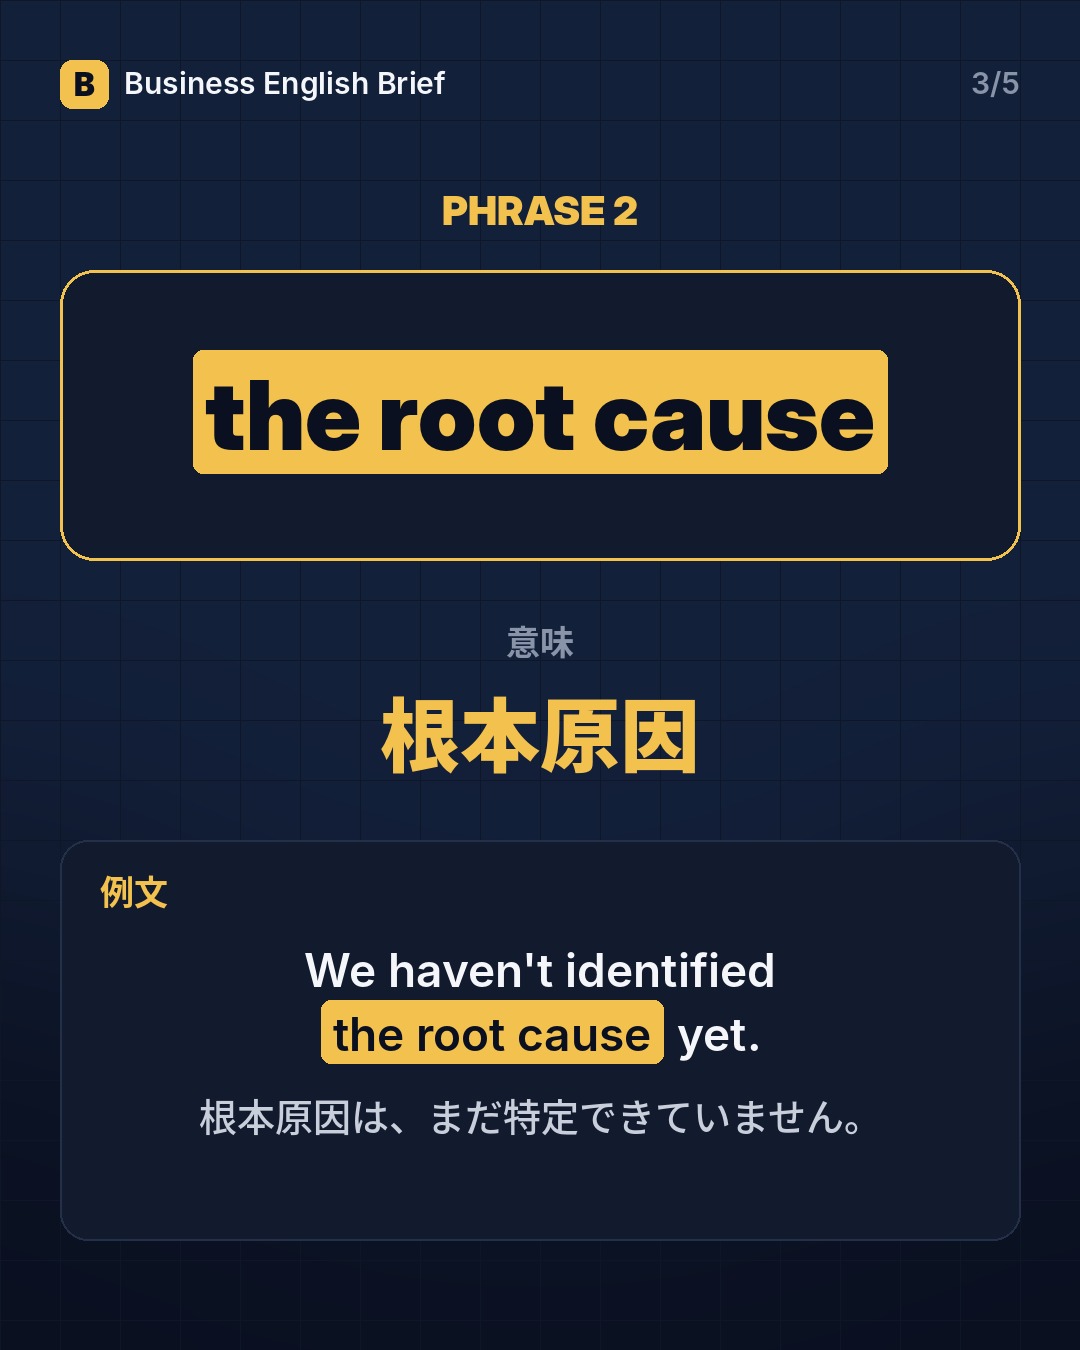 B Business English Brief 3/5
PHRASE 2
the root cause
意味
根本原因
例文
We haven't identified
the root cause yet.
根本原因は、まだ特定できていません。